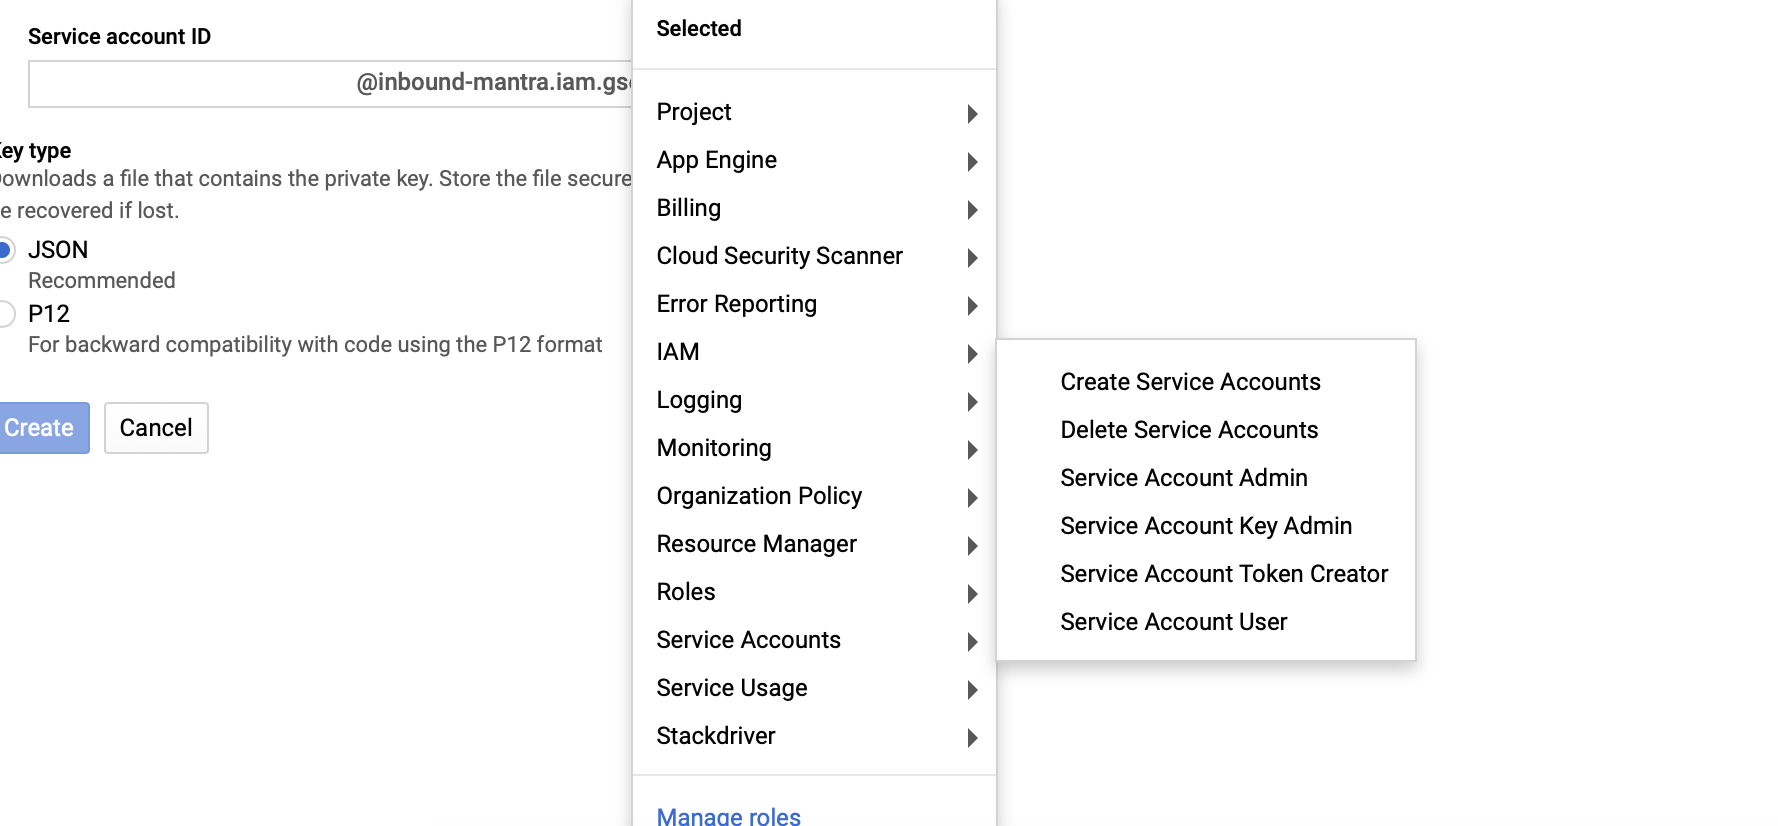 Service account ID
@inbound-mantra.iam.gs
ey type
ownloads a file that contains the private key. Store the file secure
e recovered if lost.
JSON
Recommended
P12
For backward compatibility with code using the P12 format
Create
Cancel
Selected
Project
App Engine
Billing
Cloud Security Scanner
Error Reporting
IAM
Logging
Monitoring
Organization Policy
Resource Manager
Roles
Service Accounts
Service Usage
Stackdriver
Manage roles
Create Service Accounts
Delete Service Accounts
Service Account Admin
Service Account Key Admin
Service Account Token Creator
Service Account User